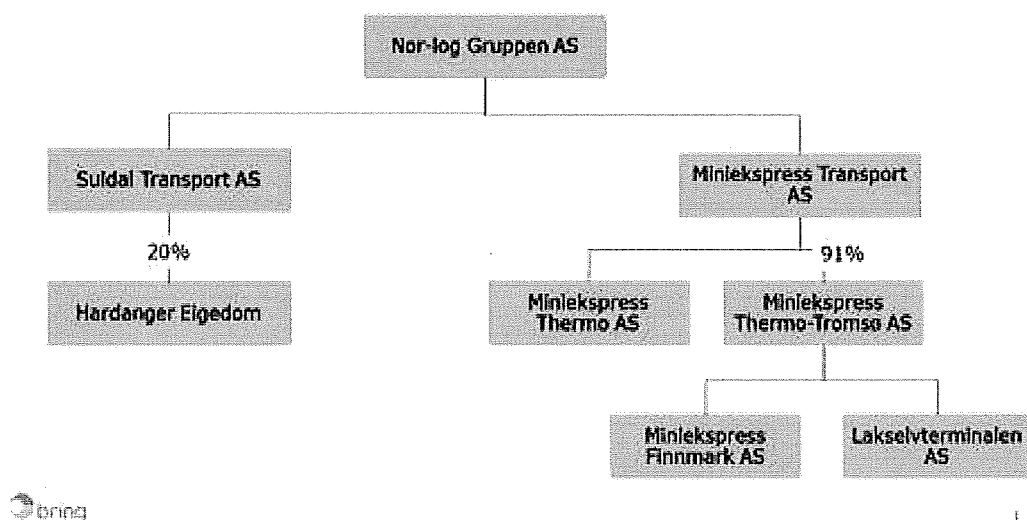 Nor-log Gruppen AS
Suldal Transport AS
Miniekspress Transport
AS
20%
91%
Hardanger Eigedom
Miniekspress
Thermo AS
Miniekspress
Thermo-Tromsø AS
Miniekspress
Finnmark AS
Lakselvterminalen
AS
bring